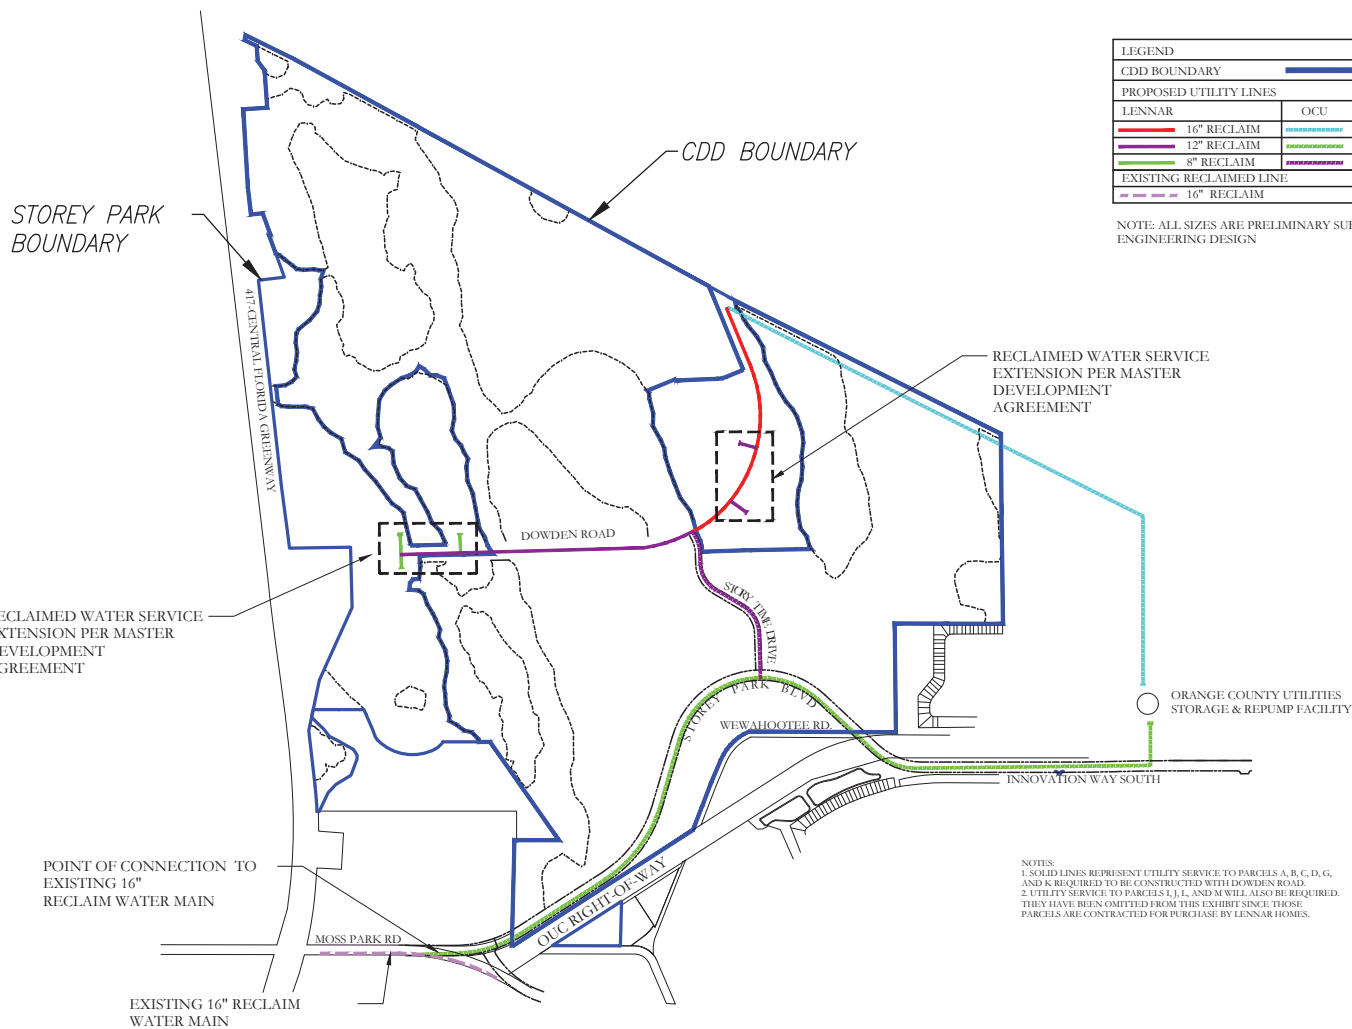 LEGEND
CDD BOUNDARY
PROPOSED UTILITY LINES
LENNAR OCU
16" RECLAIM
12" RECLAIM
8" RECLAIM
EXISTING RECLAIMED LINE
16" RECLAIM
NOTE: ALL SIZES ARE PRELIMINARY
ENGINEERING DESIGN
CDD BOUNDARY
STOREY PARK
BOUNDARY
417-CENTRAL FLORIDA GREENWAY
RECLAIMED WATER SERVICE
EXTENSION PER MASTER
DEVELOPMENT
AGREEMENT
DOWDEN ROAD
STORY TIME DRIVE
WATER SERVICE
PER MASTER
STOREY PARK BLVD
WEWAHOOTEE RD.
ORANGE COUNTY UTILITIES
STORAGE & REPUMP FACILITY
INNOVATION WAY SOUTH
POINT OF CONNECTION TO
EXISTING 16"
RECLAIM WATER MAIN
OUC RIGHT-OF-WAY
MOSS PARK RD
EXISTING 16" RECLAIM
WATER MAIN
NOTES:
1. SOLID LINES REPRESENT UTILITY SERVICE TO PARCELS A, B, C, D, G,
AND K REQUIRED TO BE CONSTRUCTED WITH DOWDEN ROAD.
2. UTILITY SERVICE TO PARCELS I, J, L, AND M WILL ALSO BE REQUIRED.
THEY HAVE BEEN OMITTED FROM THIS EXHIBIT SINCE THOSE
PARCELS ARE CONTRACTED FOR PURCHASE BY LENNAR HOMES.